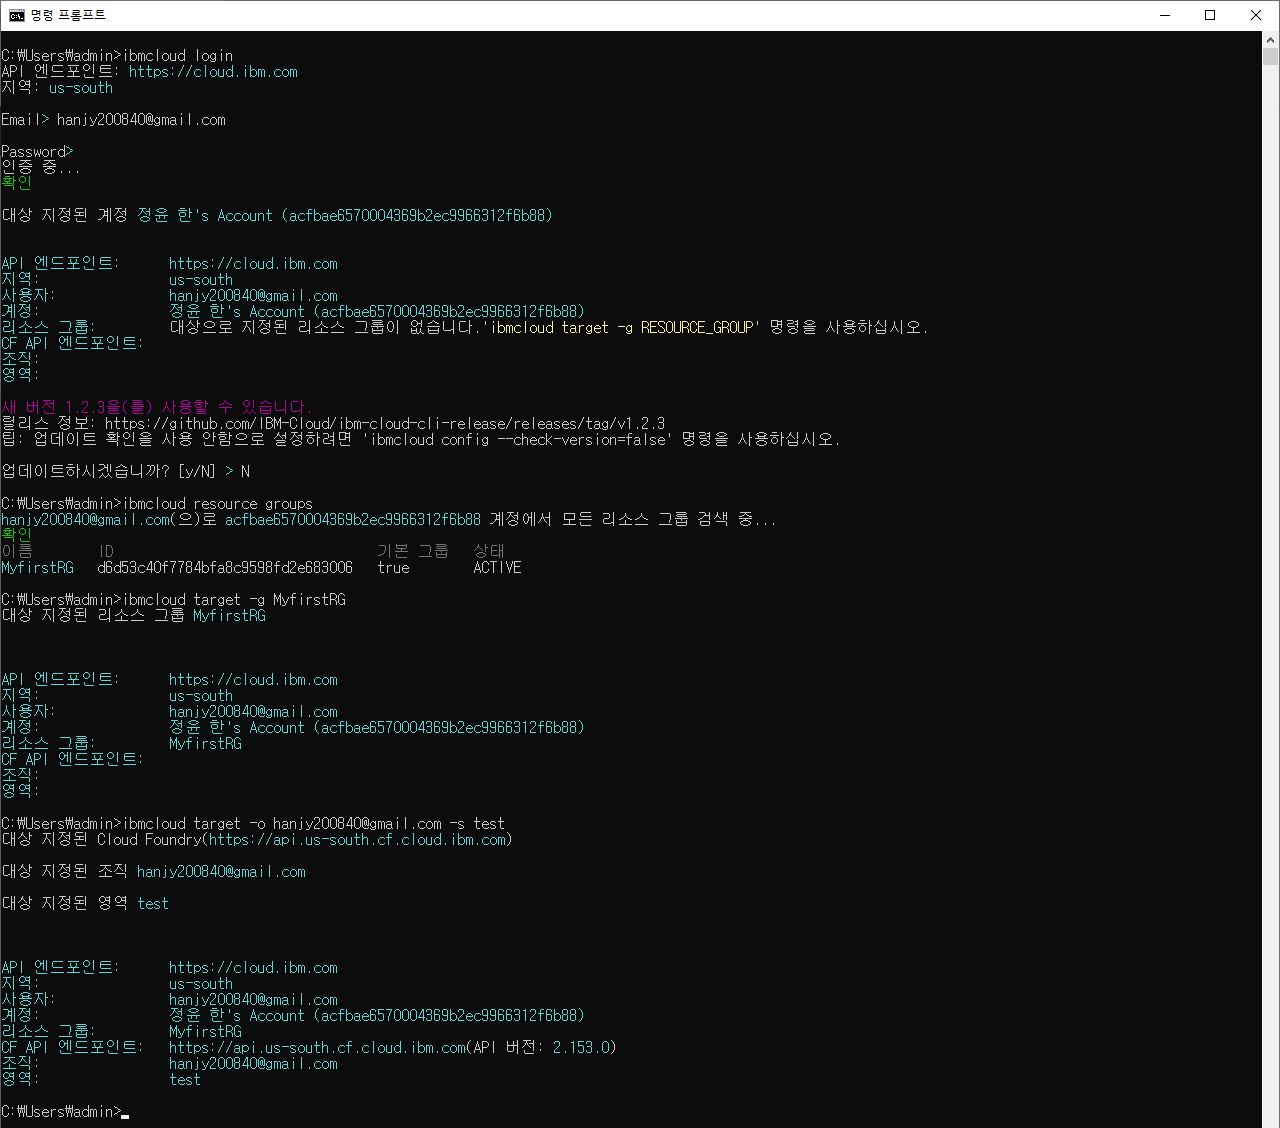 명령 프롬프트
C:\Users\admin>ibmcloud login
API 엔드포인트: https://cloud.ibm.com
지역: us-south
Email> hanjy200840@gmail.com
Password>
인증 중...
확인
대상 지정된 계정 정윤 한's Account (acfbae6570004369b2ec9966312f6b88)
API 엔드포인트: https://cloud.ibm.com
지역: us-south
사용자: hanjy200840@gmail.com
계정: 정윤 한's Account (acfbae6570004369b2ec9966312f6b88)
리소스 그룹: 대상으로 지정된 리소스 그룹이 없습니다.'ibmcloud target -g RESOURCE_GROUP' 명령을 사용하십시오.
CF API 엔드포인트:
조직:
영역:
새 버전 1.2.3을(를) 사용할 수 있습니다.
릴리스 정보: https://github.com/IBM-Cloud/ibm-cloud-cli-release/releases/tag/v1.2.3
팁: 업데이트 확인을 사용 안함으로 설정하려면 'ibmcloud config --check-version=false' 명령을 사용하십시오.
업데이트하시겠습니까? [y/N] > N
C:\Users\admin>ibmcloud resource groups
hanjy200840@gmail.com(으)로 acfbae6570004369b2ec9966312f6b88 계정에서 모든 리소스 그룹 검색 중...
확인
이름 ID 기본 그룹 상태
MyfirstRG d6d53c40f7784bfa8c9598fd2e683006 true ACTIVE
C:\Users\admin>ibmcloud target -g MyfirstRG
대상 지정된 리소스 그룹 MyfirstRG
API 엔드포인트: https://cloud.ibm.com
지역: us-south
사용자: hanjy200840@gmail.com
계정: 정윤 한's Account (acfbae6570004369b2ec9966312f6b88)
리소스 그룹: MyfirstRG
CF API 엔드포인트:
조직:
영역:
C:\Users\admin>ibmcloud target -o hanjy200840@gmail.com -s test
대상 지정된 Cloud Foundry(https://api.us-south.cf.cloud.ibm.com)
대상 지정된 조직 hanjy200840@gmail.com
대상 지정된 영역 test
API 엔드포인트: https://cloud.ibm.com
지역: us-south
사용자: hanjy200840@gmail.com
계정: 정윤 한's Account (acfbae6570004369b2ec9966312f6b88)
리소스 그룹: MyfirstRG
CF API 엔드포인트: https://api.us-south.cf.cloud.ibm.com(API 버전: 2.153.0)
조직: hanjy200840@gmail.com
영역: test
C:\Users\admin>